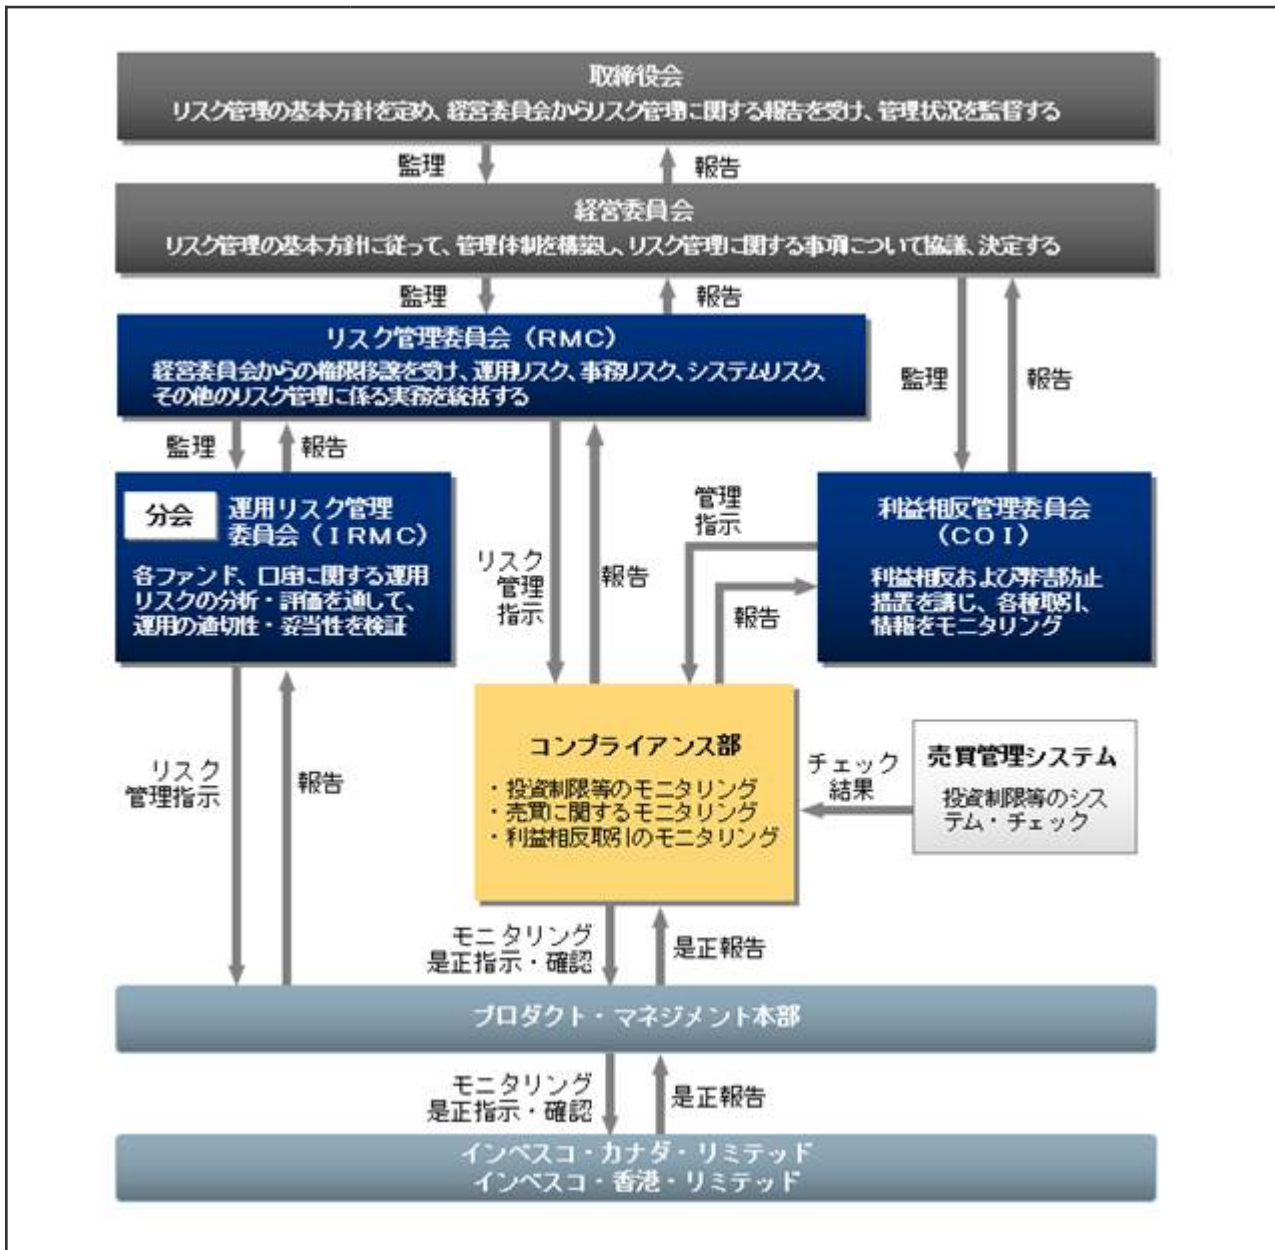 取締役会
リスク管理の基本方針を定め、経営委員会からリスク管理に関する報告を受け、管理状況を監督する
監理
報告
経営委員会
リスク管理の基本方針に従って、管理体制を構築し、リスク管理に関する事項について協議、決定する
監理
報告
リスク管理委員会（RMC）
経営委員会からの権限移譲を受け、運用リスク、事務リスク、システムリスク、
その他のリスク管理に係る実務を統括する
監理
報告
監理
報告
分会
運用リスク管理
委員会（IRMC）
各ファンド、口座に関する運用
リスクの分析・評価を通して、
運用の適切性・妥当性を検証
リスク
管理
指示
報告
管理
指示
報告
利益相反管理委員会
（COI）
利益相反および弊害防止
措置を講じ、各種取引、
情報をモニタリング
リスク
管理指示
報告
コンプライアンス部
・投資制限等のモニタリング
・売買に関するモニタリング
・利益相反取引のモニタリング
チェック
結果
売買管理システム
投資制限等のシス
テム・チェック
モニタリング
是正指示・確認
是正報告
プロダクト・マネジメント本部
モニタリング
是正指示・確認
是正報告
インベスコ・カナダ・リミテッド
インベスコ・香港・リミテッド